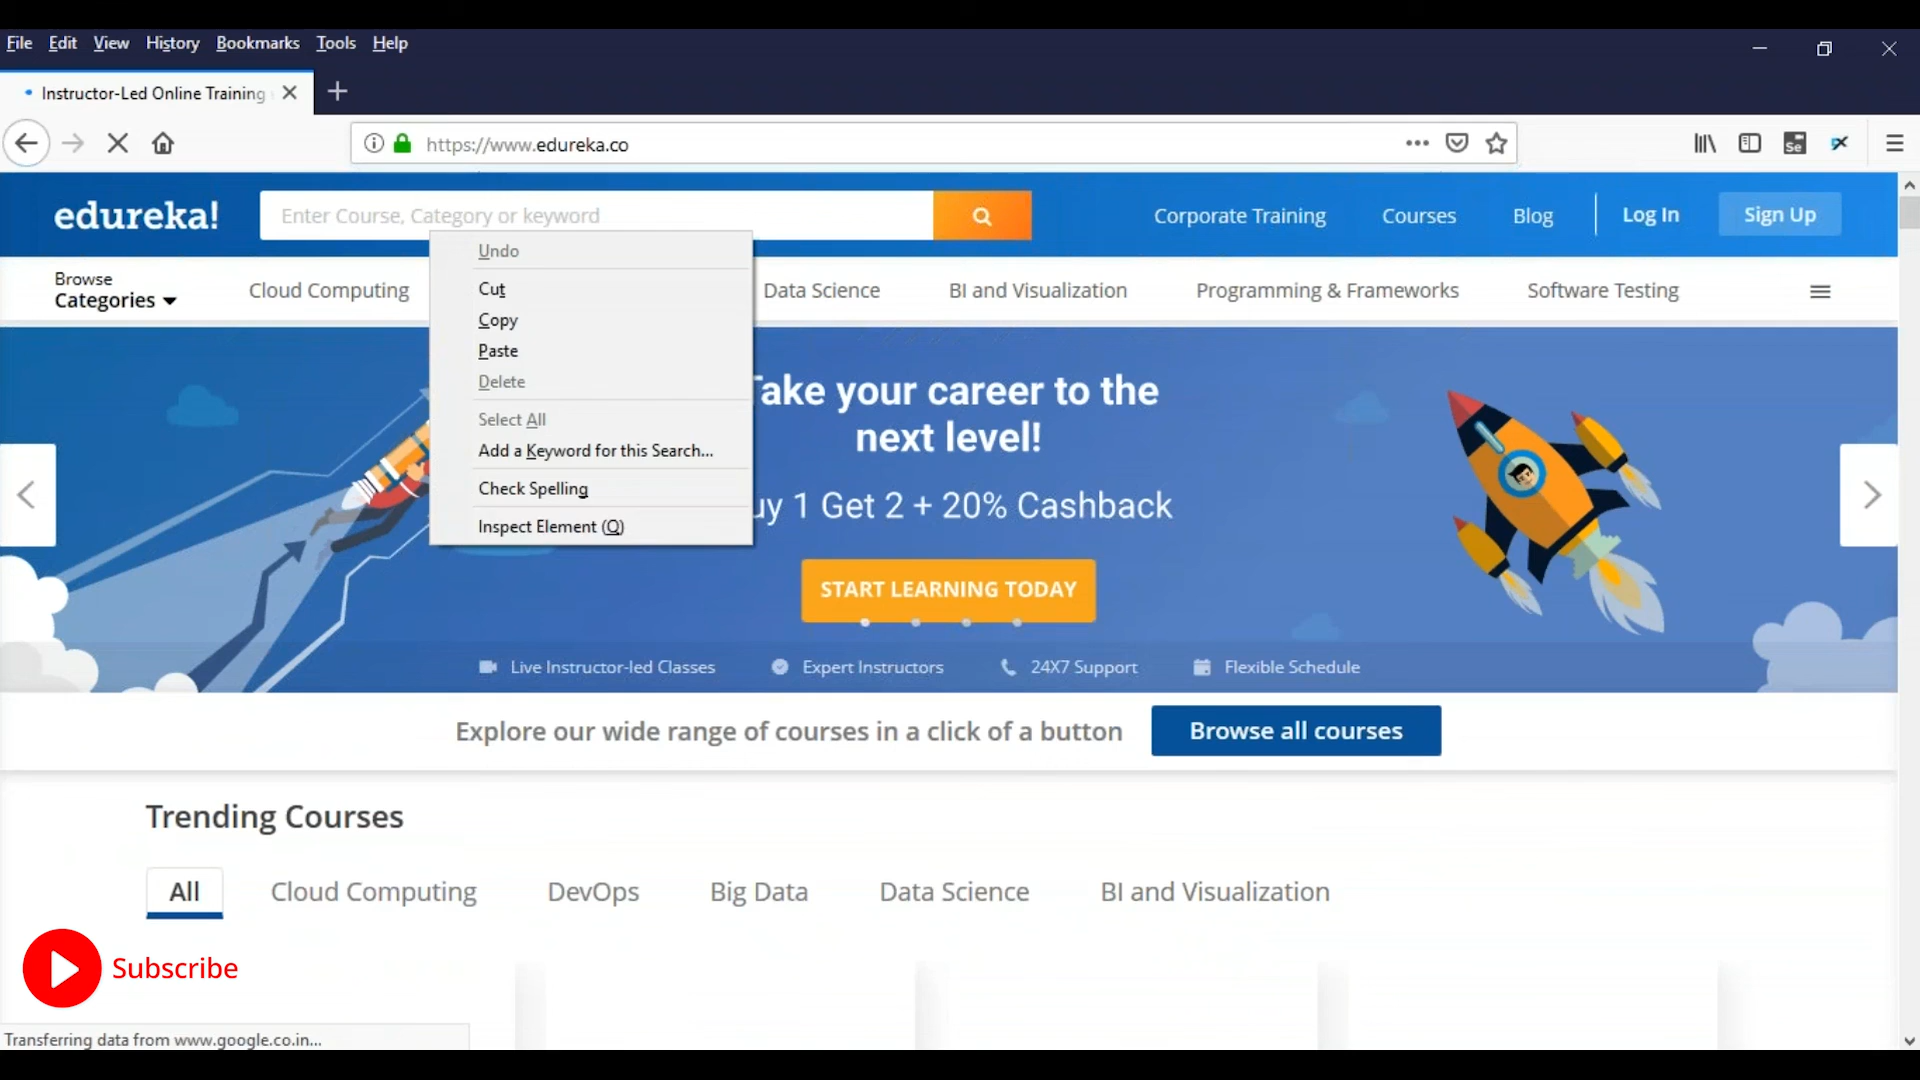 File Edit View History Bookmarks Tools Help
Instructor-Led Online Training
https://www.edureka.co
Se
edureka!
Enter Course, Category or keyword
Corporate Training Courses Blog Log In Sign Up
Browse
Categories
Cloud Computing Data Science BI and Visualization Programming & Frameworks Software Testing
Undo
Cut
Copy
Paste
Delete
Select All
Add a Keyword for this Search...
Check Spelling
Inspect Element (Q)
ake your career to the
next level!
uy 1 Get 2 + 20% Cashback
START LEARNING TODAY
Live Instructor-led Classes Expert Instructors 24X7 Support Flexible Schedule
Explore our wide range of courses in a click of a button Browse all courses
Trending Courses
All Cloud Computing DevOps Big Data Data Science BI and Visualization
Subscribe
Transferring data from www.google.co.in...